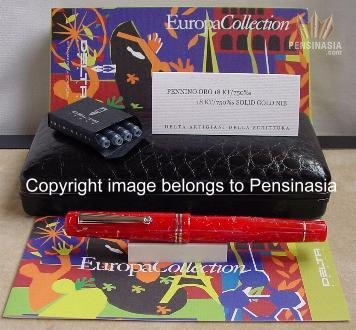 EuropaCollection
PENSINASIA
DELTA
PENNINO ORO 18 KT/750‰
18 KT/750‰ SOLID GOLD NIB
DELTA ARTIGIANI DELLA SCRITTURA
Copyright image belongs to Pensinasia
EuropaCollection
DELTA